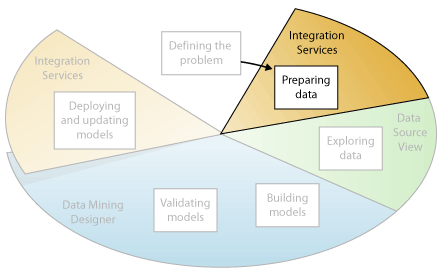 Defining the
problem
Integration
Services
Preparing
data
Data
Source
View
Exploring
data
Building
models
Validating
models
Data Mining
Designer
Integration
Services
Deploying
and updating
models